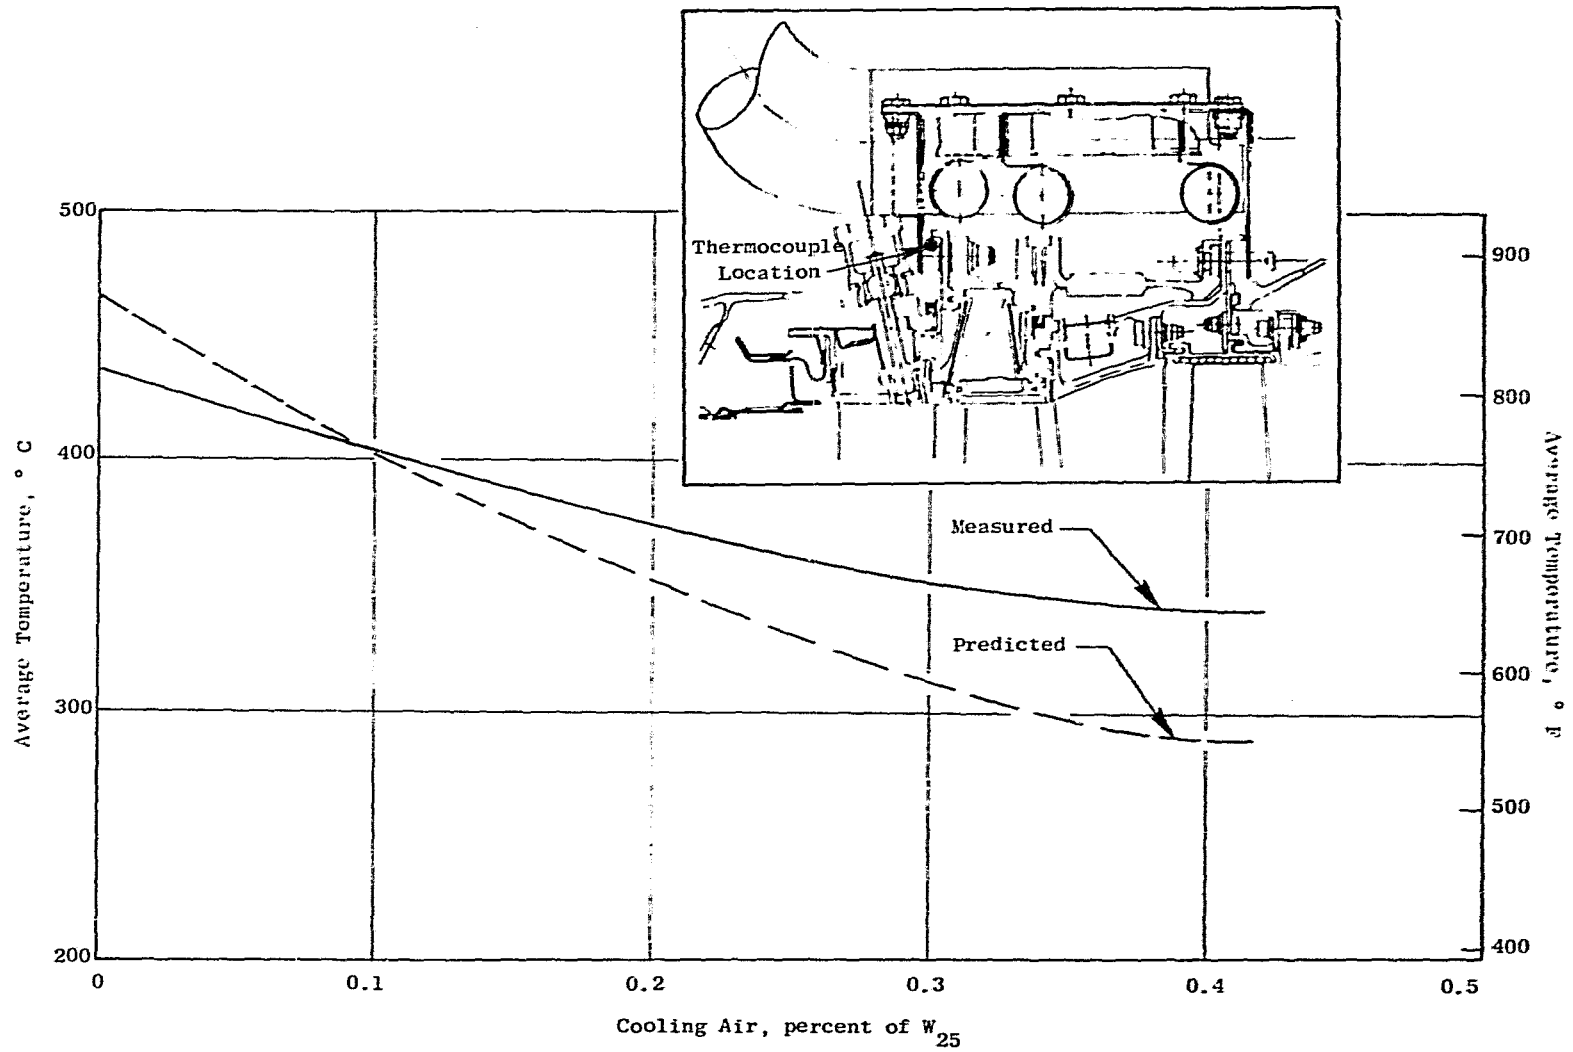 Thermocouple
Location
500
400
300
200
Average Temperature, ° C
900
800
700
600
500
400
Average Temperature, ° F
Measured
Predicted
0
0.1
0.2
0.3
0.4
0.5
Cooling Air, percent of W25